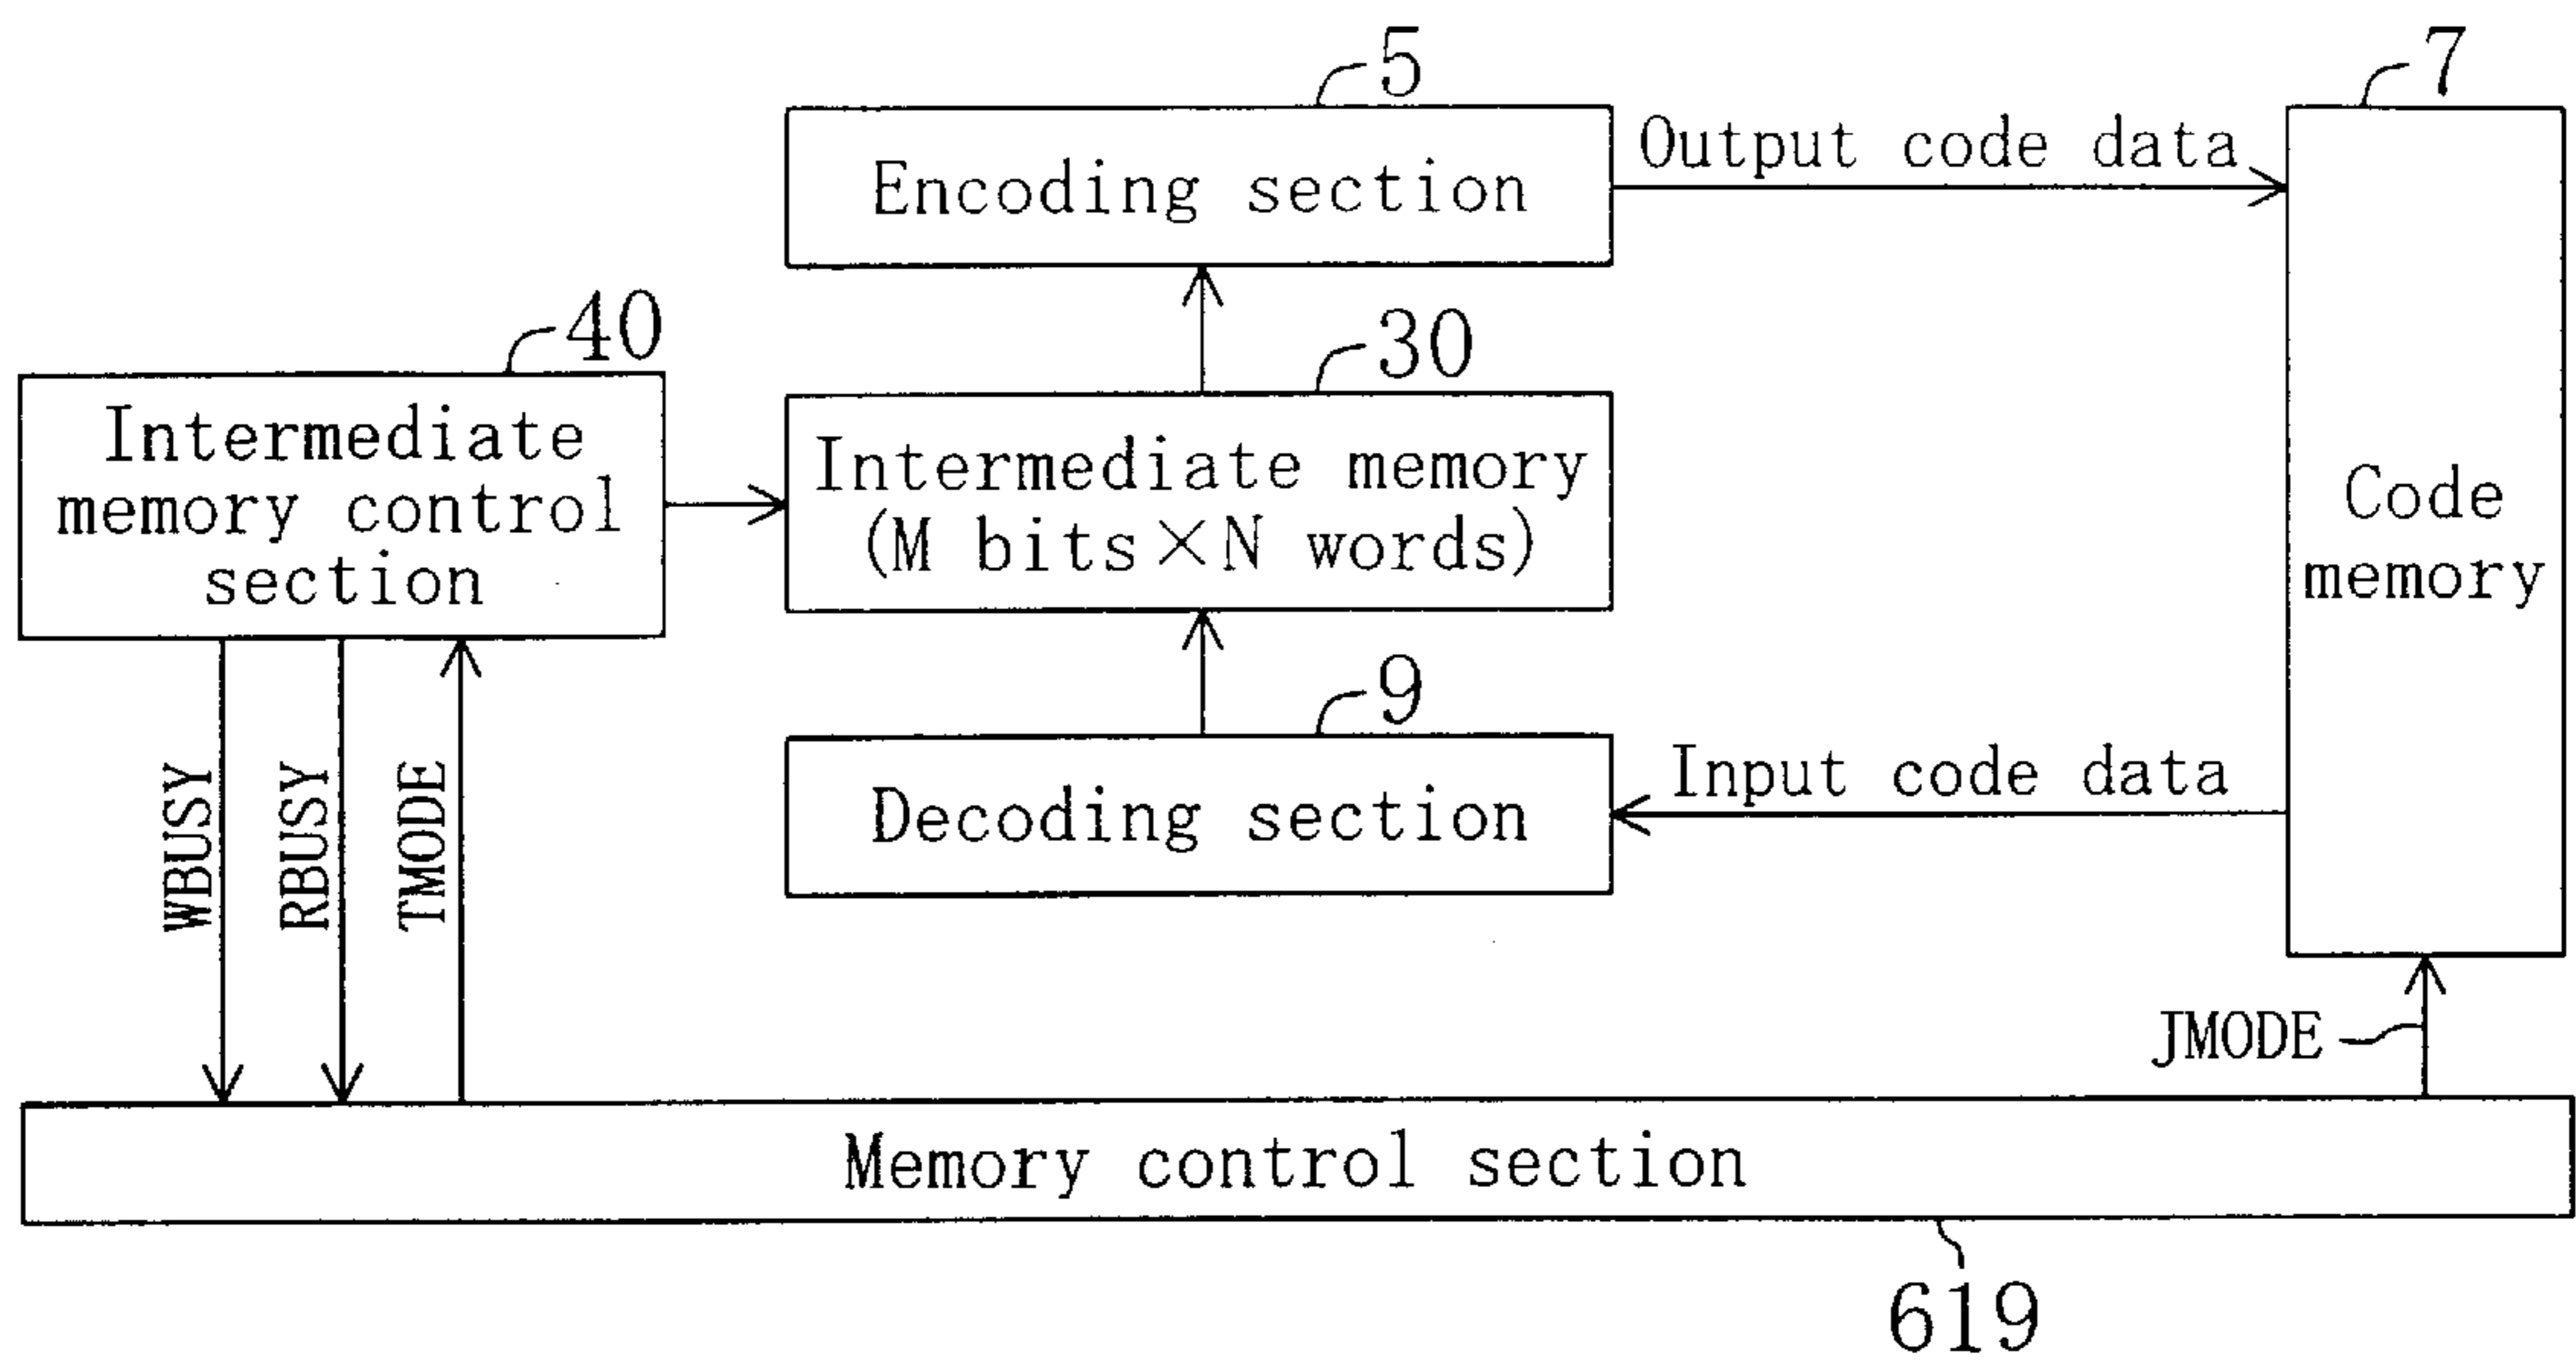 5
7
Output code data
Encoding section
40
30
Intermediate
memory control
section
Intermediate memory
(M bits×N words)
Code
memory
9
WBUSY
RBUSY
TMODE
Input code data
Decoding section
JMODE
Memory control section
619